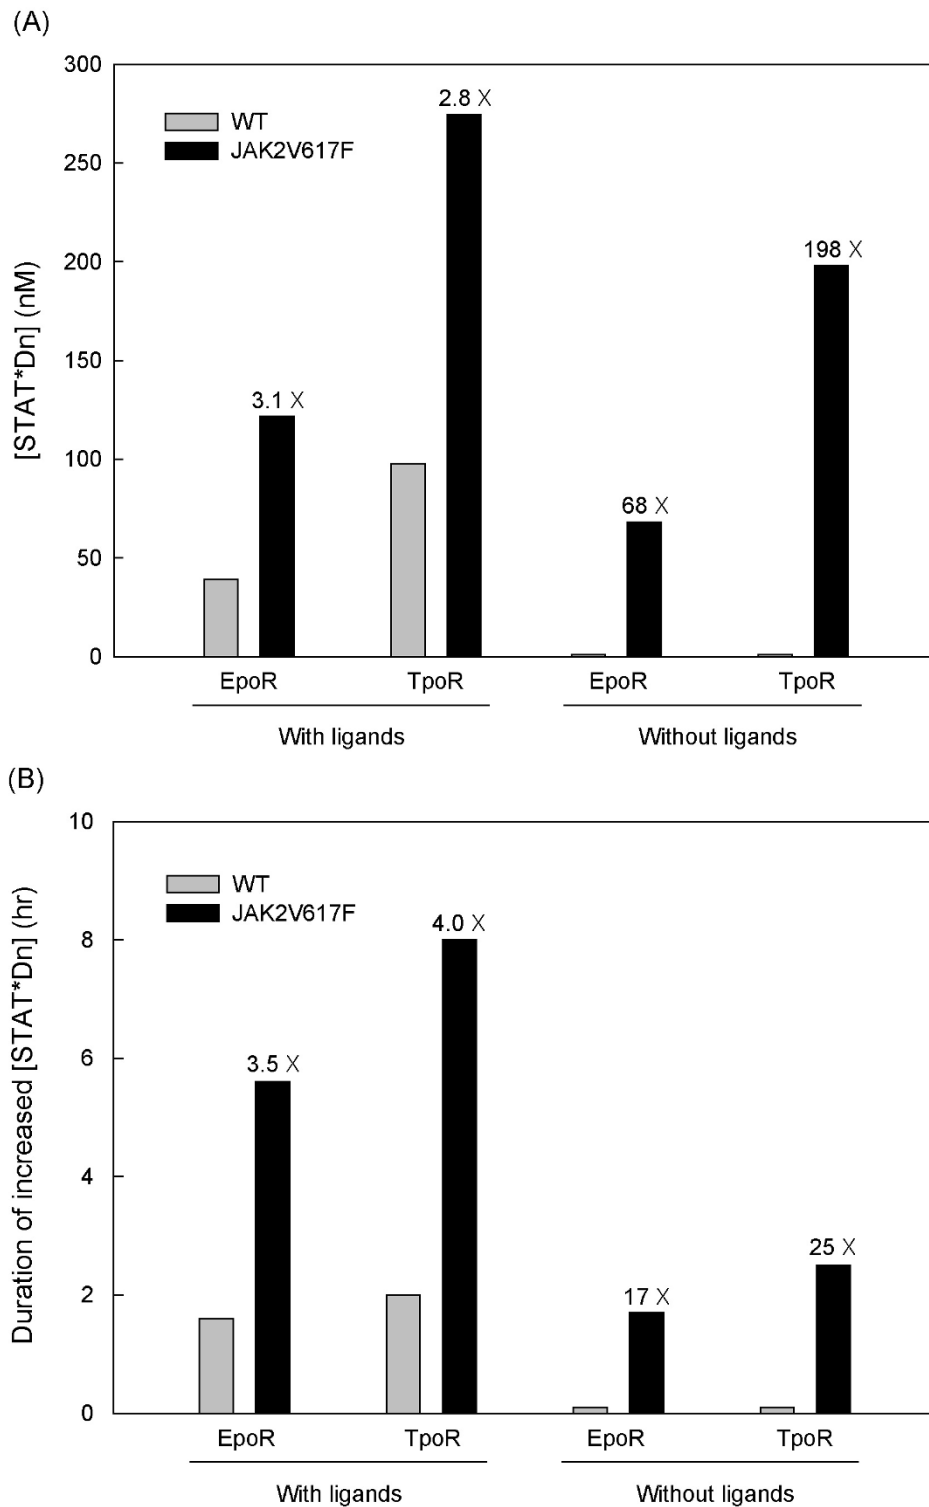 (A)
[STAT*Dn] (nM)
300
250
200
150
100
50
0
WT
JAK2V617F
3.1 X
2.8 X
68 X
198 X
EpoR TpoR EpoR TpoR
With ligands Without ligands
(B)
Duration of increased [STAT*Dn] (hr)
10
8
6
4
2
0
WT
JAK2V617F
3.5 X
4.0 X
17 X
25 X
EpoR TpoR EpoR TpoR
With ligands Without ligands